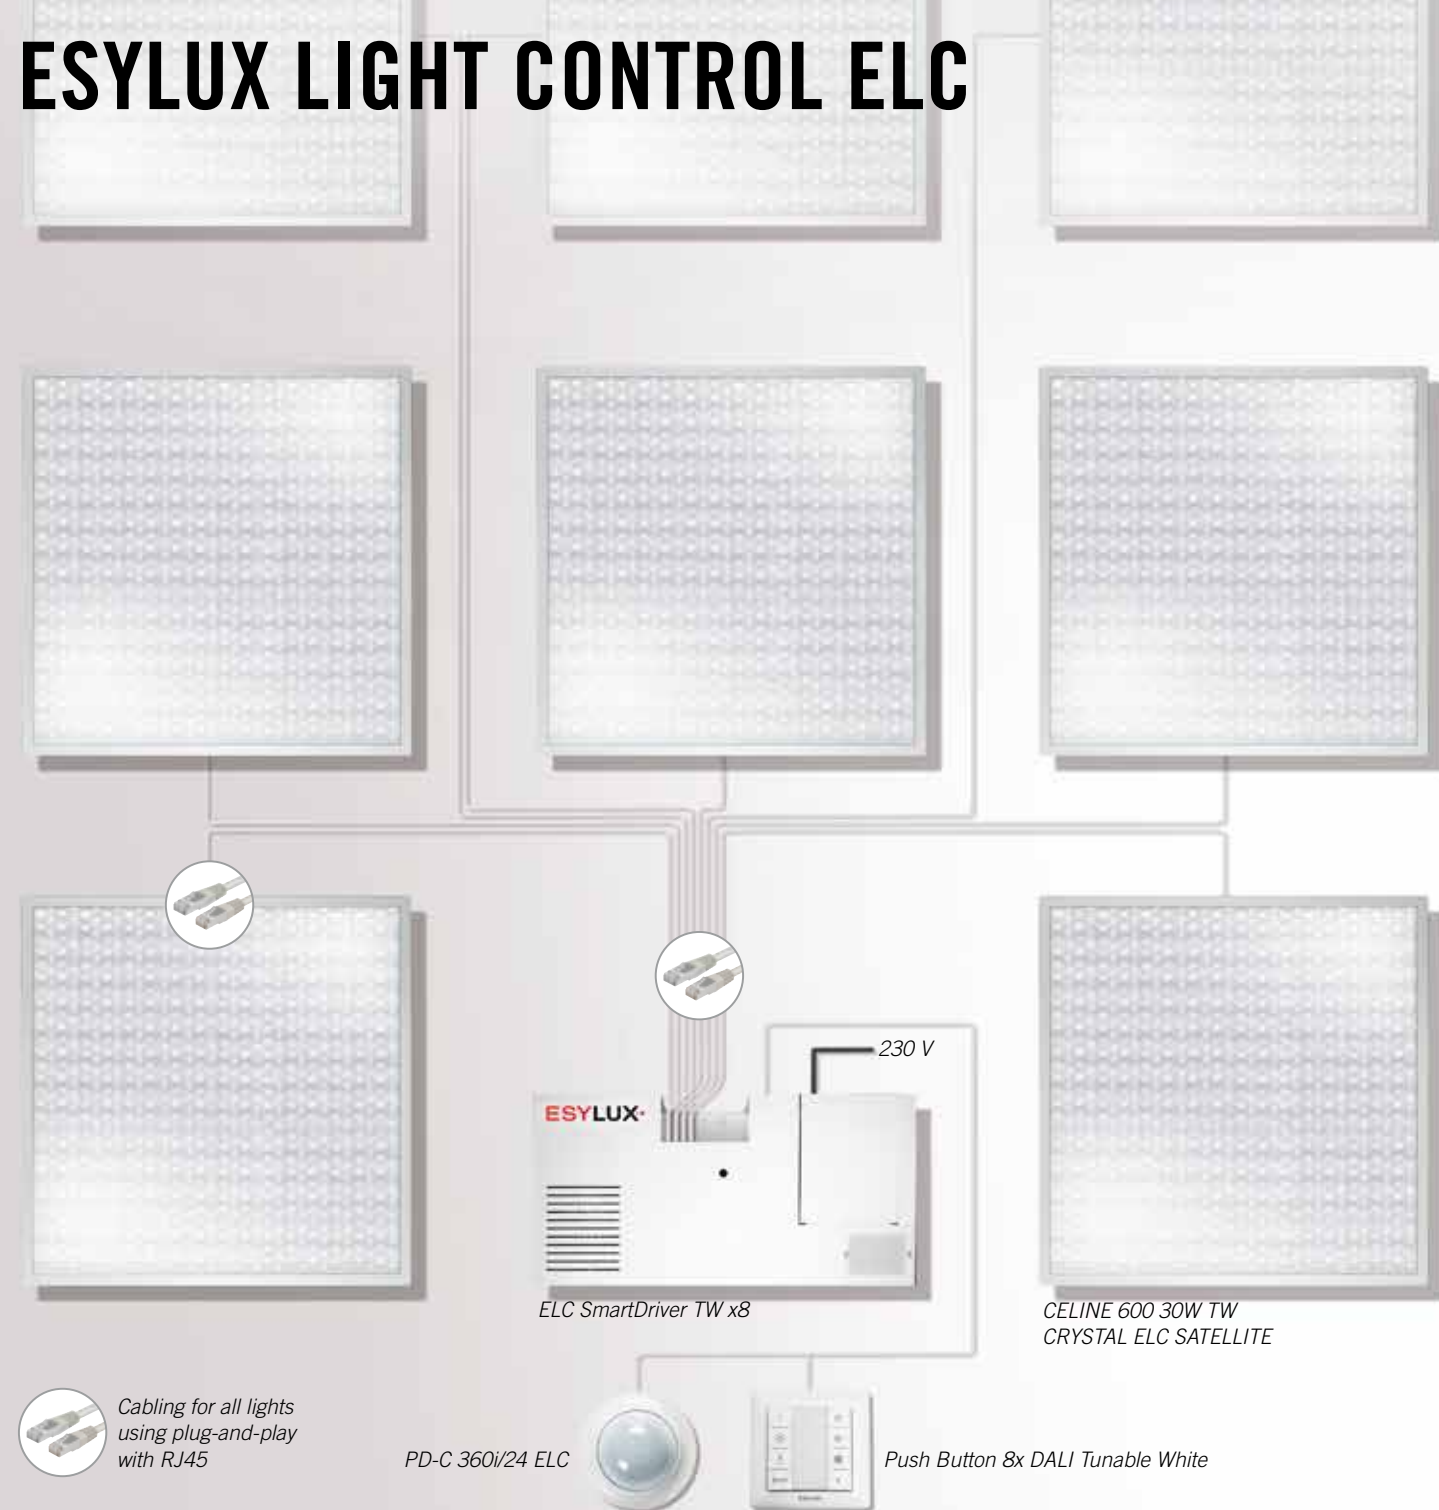 ESYLUX LIGHT CONTROL ELC
230 V
ESYLUX
ELC SmartDriver TW x8
CELINE 600 30W TW
CRYSTAL ELC SATELLITE
Cabling for all lights
using plug-and-play
with RJ45
PD-C 360i/24 ELC
Push Button 8x DALI Tunable White